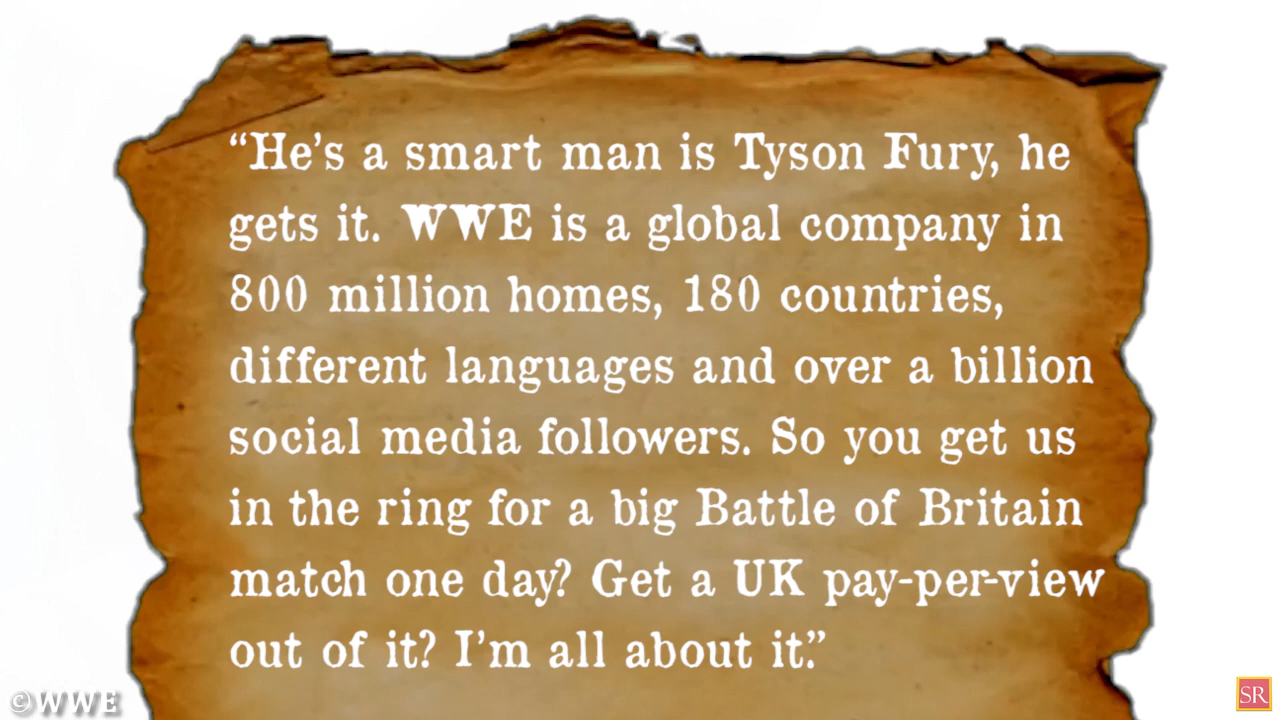 “He’s a smart man is Tyson Fury, he
gets it. WWE is a global company in
800 million homes, 180 countries,
different languages and over a billion
social media followers. So you get us
in the ring for a big Battle of Britain
match one day? Get a UK pay-per-view
out of it? I’m all about it.”
©WWE
SR